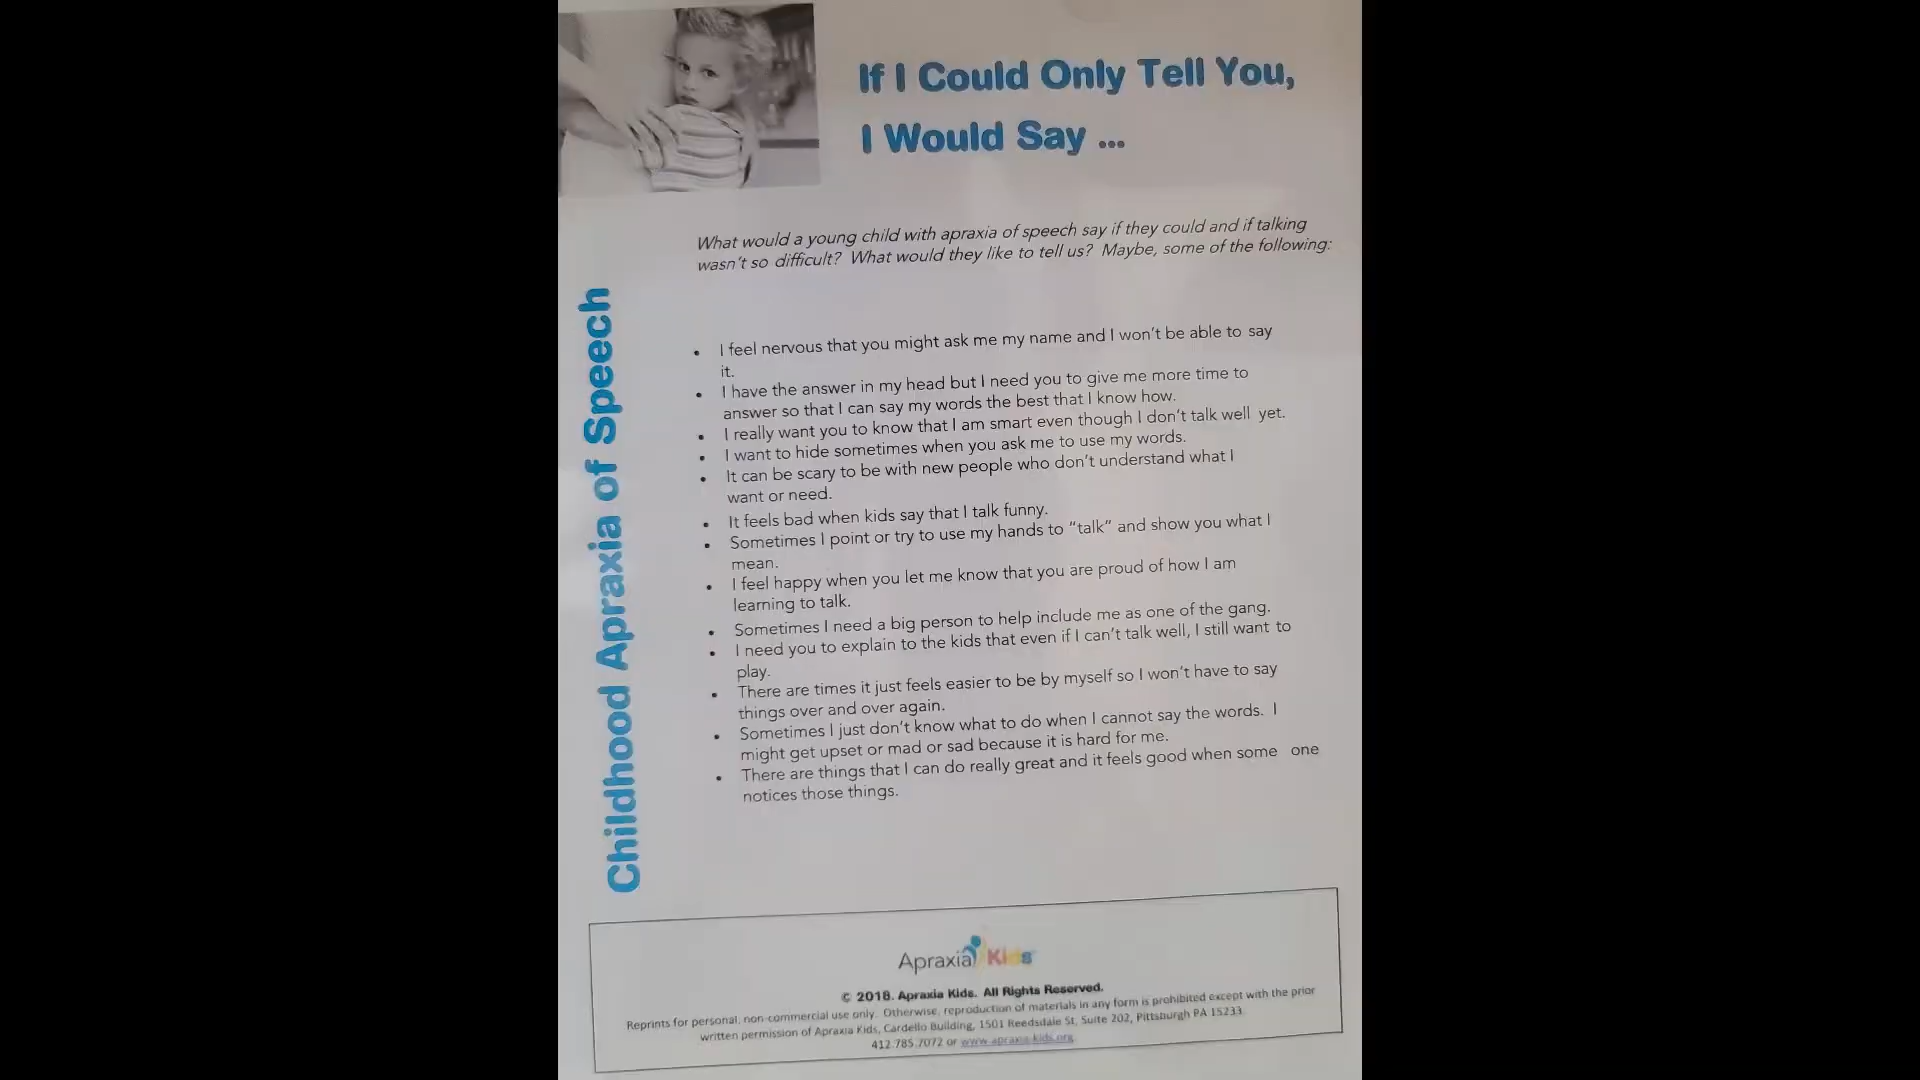 If I Could Only Tell You,
I Would Say ...
What would a young child with apraxia of speech say if they could and if talking
wasn't so difficult? What would they like to tell us? Maybe, some of the following:
Childhood Apraxia of Speech
• I feel nervous that you might ask me my name and I won't be able to say
it.
• I have the answer in my head but I need you to give me more time to
answer so that I can say my words the best that I know how.
• I really want you to know that I am smart even though I don't talk well yet.
• I want to hide sometimes when you ask me to use my words.
• It can be scary to be with new people who don't understand what I
want or need.
• It feels bad when kids say that I talk funny.
• Sometimes I point or try to use my hands to "talk" and show you what I
mean.
• I feel happy when you let me know that you are proud of how I am
learning to talk.
• Sometimes I need a big person to help include me as one of the gang.
• I need you to explain to the kids that even if I can't talk well, I still want to
play.
• There are times it just feels easier to be by myself so I won't have to say
things over and over again.
• Sometimes I just don't know what to do when I cannot say the words. I
might get upset or mad or sad because it is hard for me.
• There are things that I can do really great and it feels good when some one
notices those things.
Apraxia Kids
© 2018. Apraxia Kids. All Rights Reserved.
Reprints for personal, non-commercial use only. Otherwise, reproduction of materials in any form is prohibited except with the prior
written permission of Apraxia Kids, Cardello Building, 1501 Reedsdale St, Suite 202, Pittsburgh PA 15233
412.785.7072 or www.apraxia-kids.org